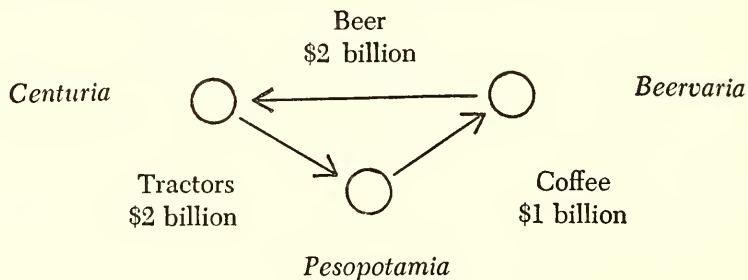 Beer
$2 billion
Centuria
Beervaria
Tractors
$2 billion
Coffee
$1 billion
Pesopotamia